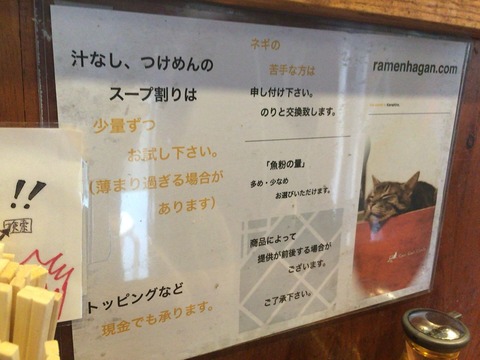 汁なし、つけめんの
スープ割りは
少量ずつ
お試し下さい。
(薄まり過ぎる場合が
あります)
トッピングなど
現金でも承ります。
ネギの
苦手な方は
申し付け下さい。
のりと交換致します。
「魚粉の量」
多め・少なめ
お選びいただけます。
商品によって
提供が前後する場合が
ございます。
ご了承下さい。
ramenhagan.com
!!